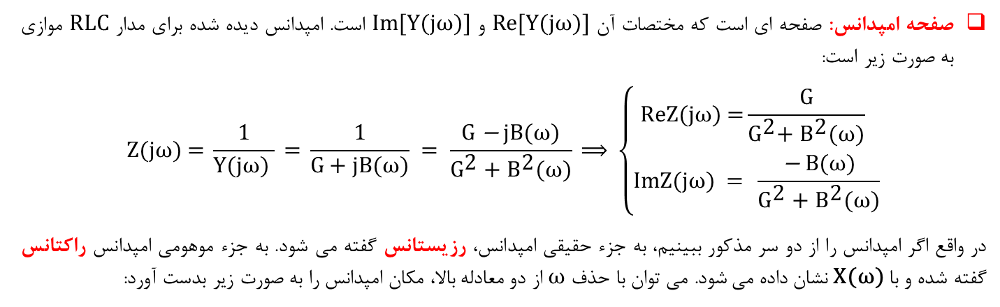 ❑ صفحه امپدانس: صفحه ای است که مختصات آن Re[Y(jω)] و Im[Y(jω)] است. امپدانس دیده شده برای مدار RLC موازی
به صورت زیر است:
Z(jω) = 1/Y(jω) = 1/(G + jB(ω)) = (G − jB(ω))/(G² + B²(ω)) ⟹ { ReZ(jω) = G/(G² + B²(ω))
ImZ(jω) = −B(ω)/(G² + B²(ω))
در واقع اگر امپدانس را از دو سر مذکور ببینیم، به جزء حقیقی امپدانس، رزیستانس گفته می شود. به جزء موهومی امپدانس راکتانس
گفته شده و با X(ω) نشان داده می شود. می توان با حذف ω از دو معادله بالا، مکان امپدانس را به صورت زیر بدست آورد: